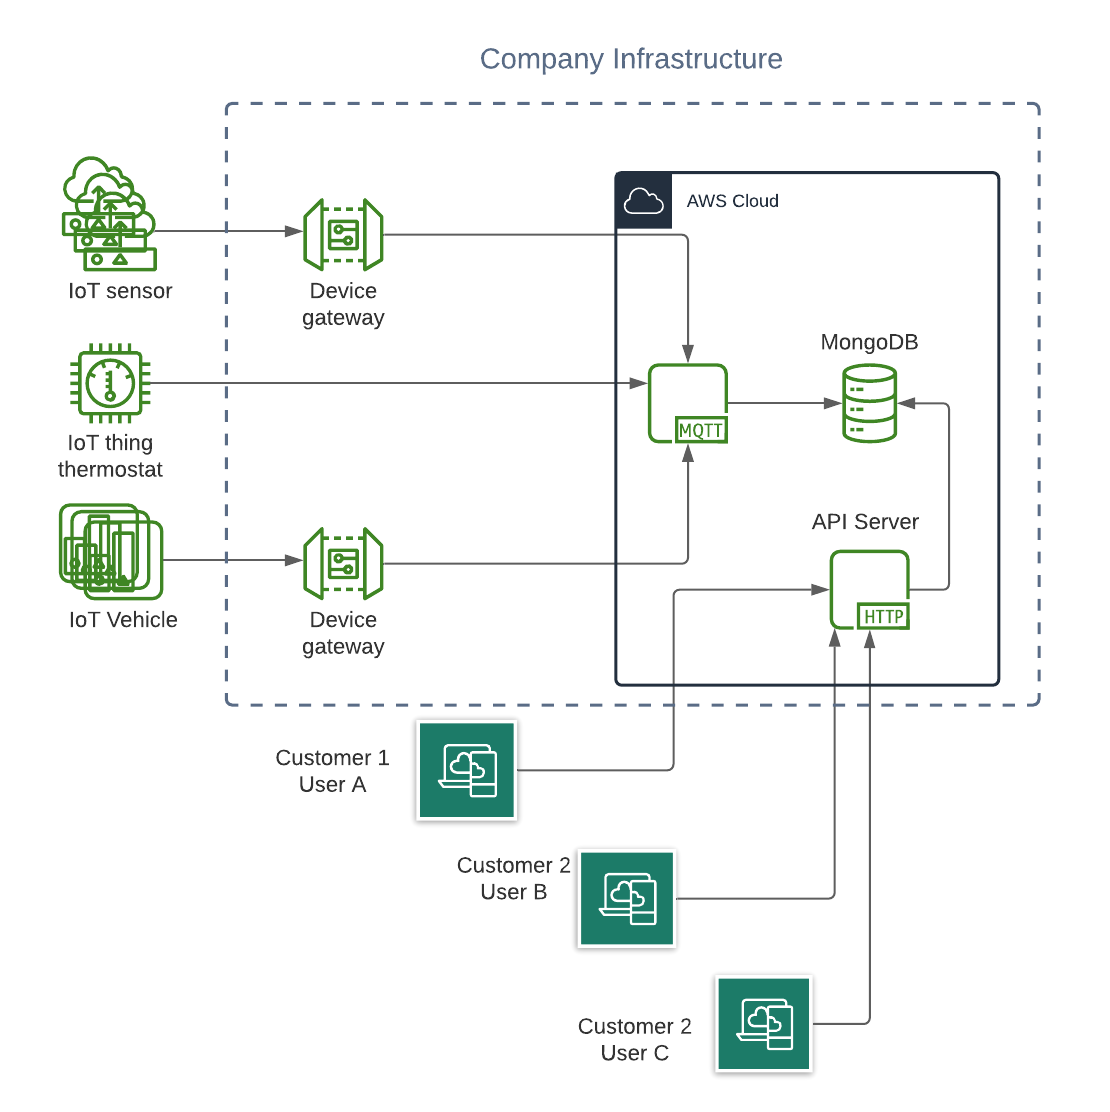 Company Infrastructure
AWS Cloud
IoT sensor
Device
gateway
MongoDB
MQTT
IoT thing
thermostat
API Server
HTTP
IoT Vehicle
Device
gateway
Customer 1
User A
Customer 2
User B
Customer 2
User C